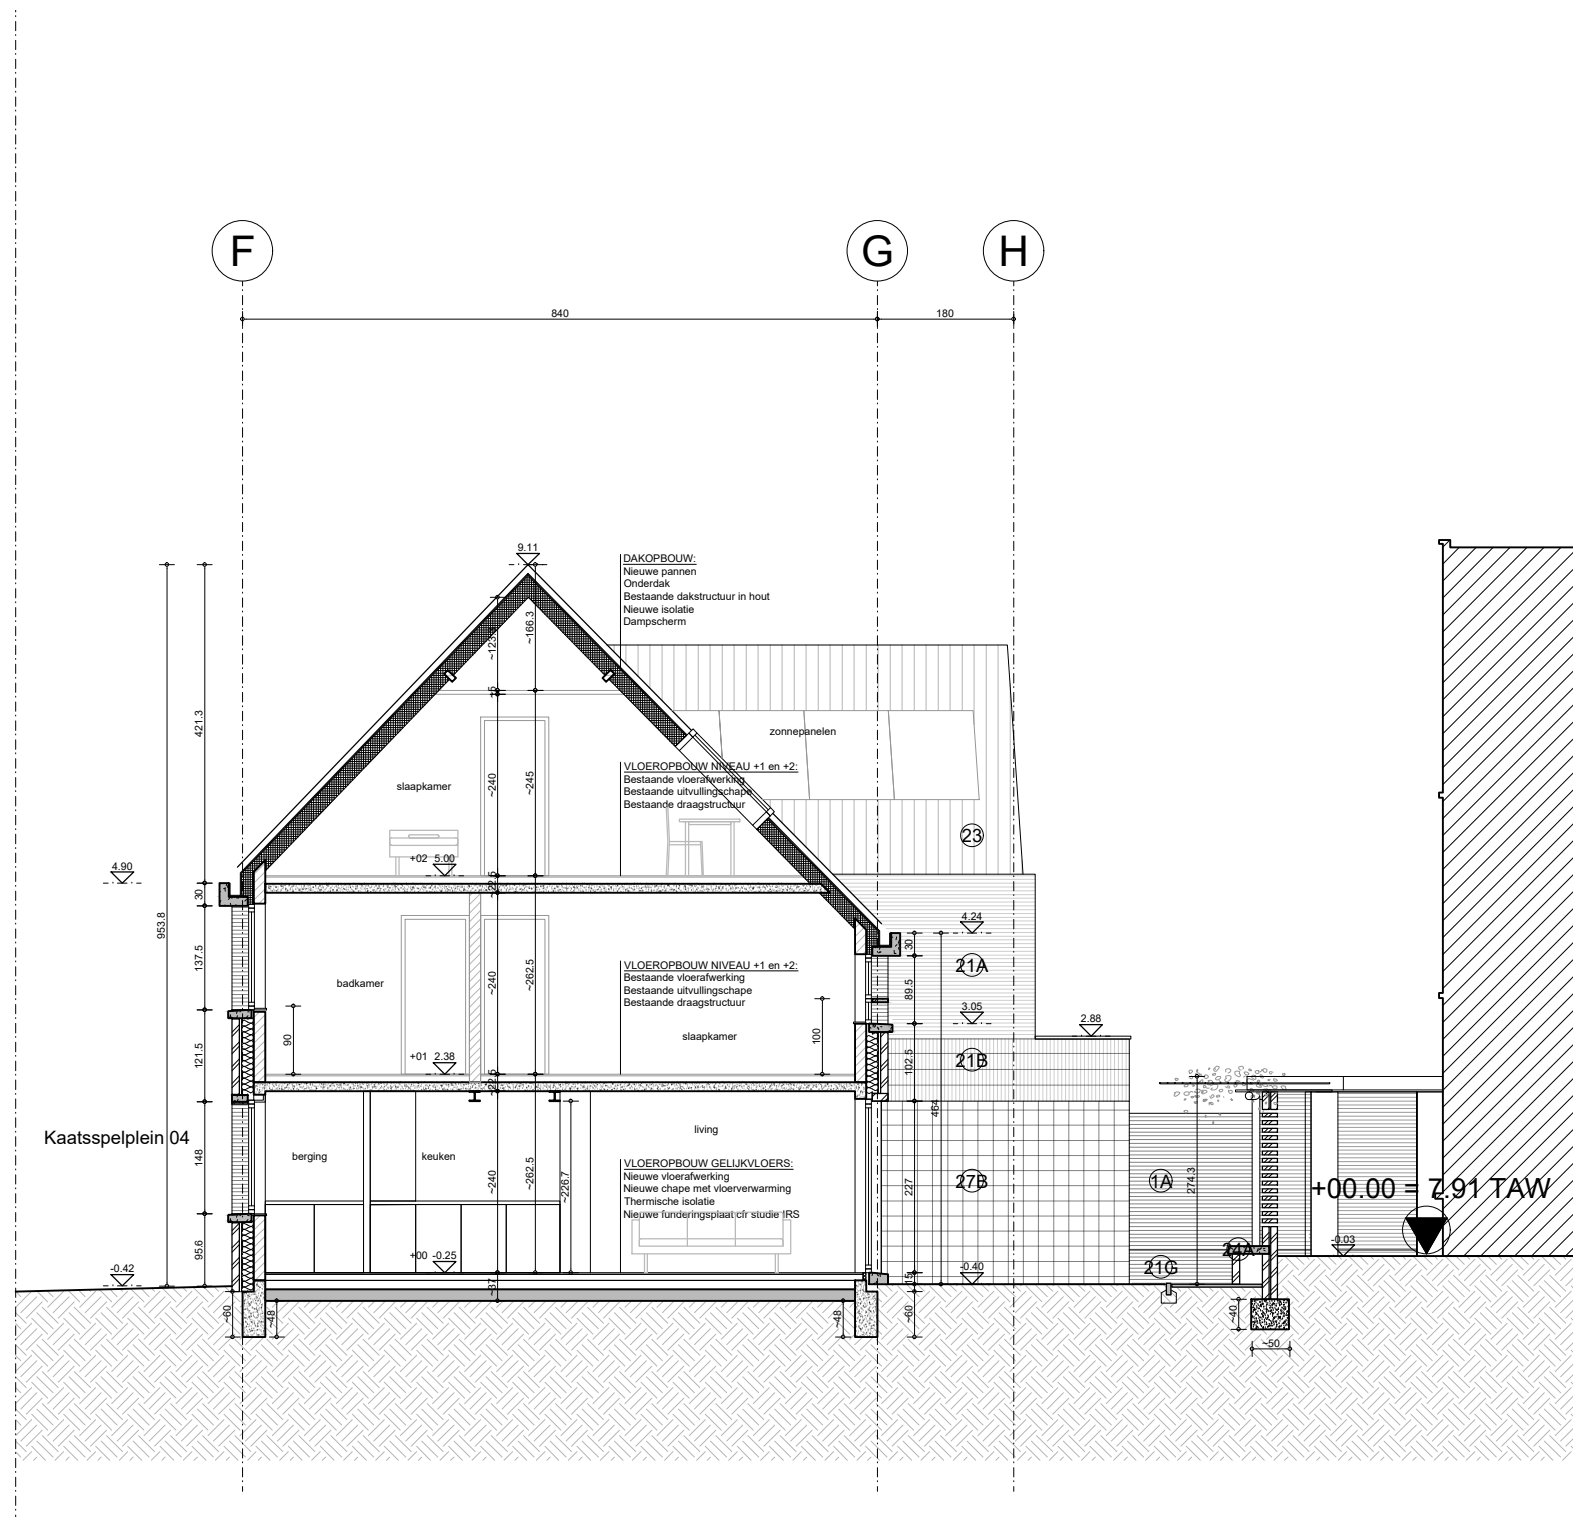 F
G
H
840
180
9.11
DAKOPBOUW:
Nieuwe pannen
Onderdak
Bestaande dakstructuur in hout
Nieuwe isolatie
Dampscherm
~166.3
421.3
953.8
zonnepanelen
VLOEROPBOUW NIVEAU +1 en +2:
Bestaande vloerafwerking
Bestaande uitvullingschape
Bestaande draagstructuur
slaapkamer
~240
~245
23
+02 5.00
4.90
30
4.24
30
137.5
21A
89.5
badkamer
~240
~262.5
VLOEROPBOUW NIVEAU +1 en +2:
Bestaande vloerafwerking
Bestaande uitvullingschape
Bestaande draagstructuur
slaapkamer
3.05
2.88
90
100
121.5
+01 2.38
102.5
21B
464
Kaatsspelplein 04
148
berging
keuken
living
~240
~262.5
~226.7
VLOEROPBOUW GELIJKVLOERS:
Nieuwe vloerafwerking
Nieuwe chape met vloerverwarming
Thermische isolatie
Nieuwe funderingsplaat cfr studie IRS
227
27B
1A
274.3
+00.00 = 7.91 TAW
95.6
+00 -0.25
-0.42
-0.40
15
21G
24A
-0.03
~37
~60
~48
~48
~60
~40
~50